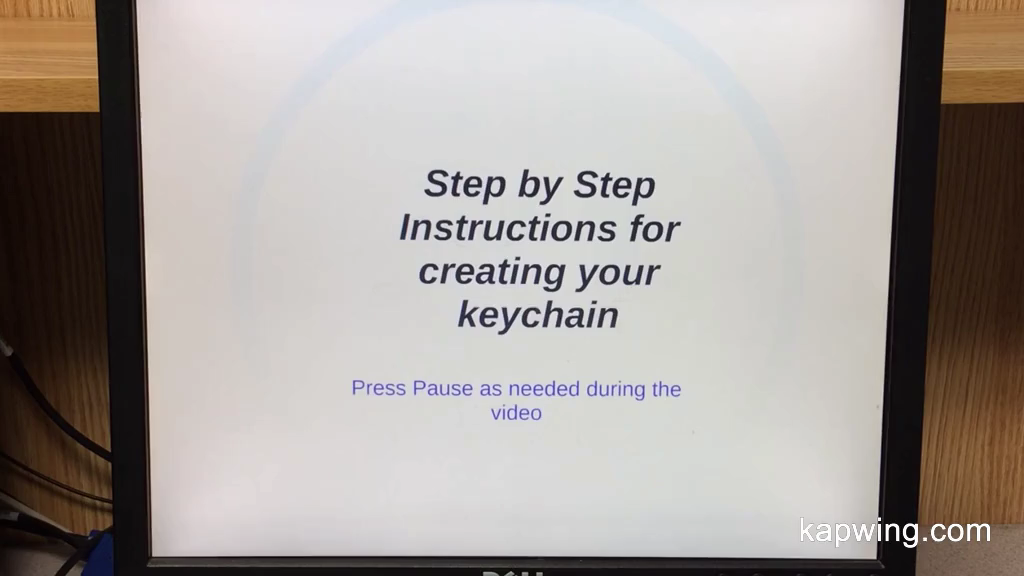 Step by Step
Instructions for
creating your
keychain
Press Pause as needed during the
video
kapwing.com